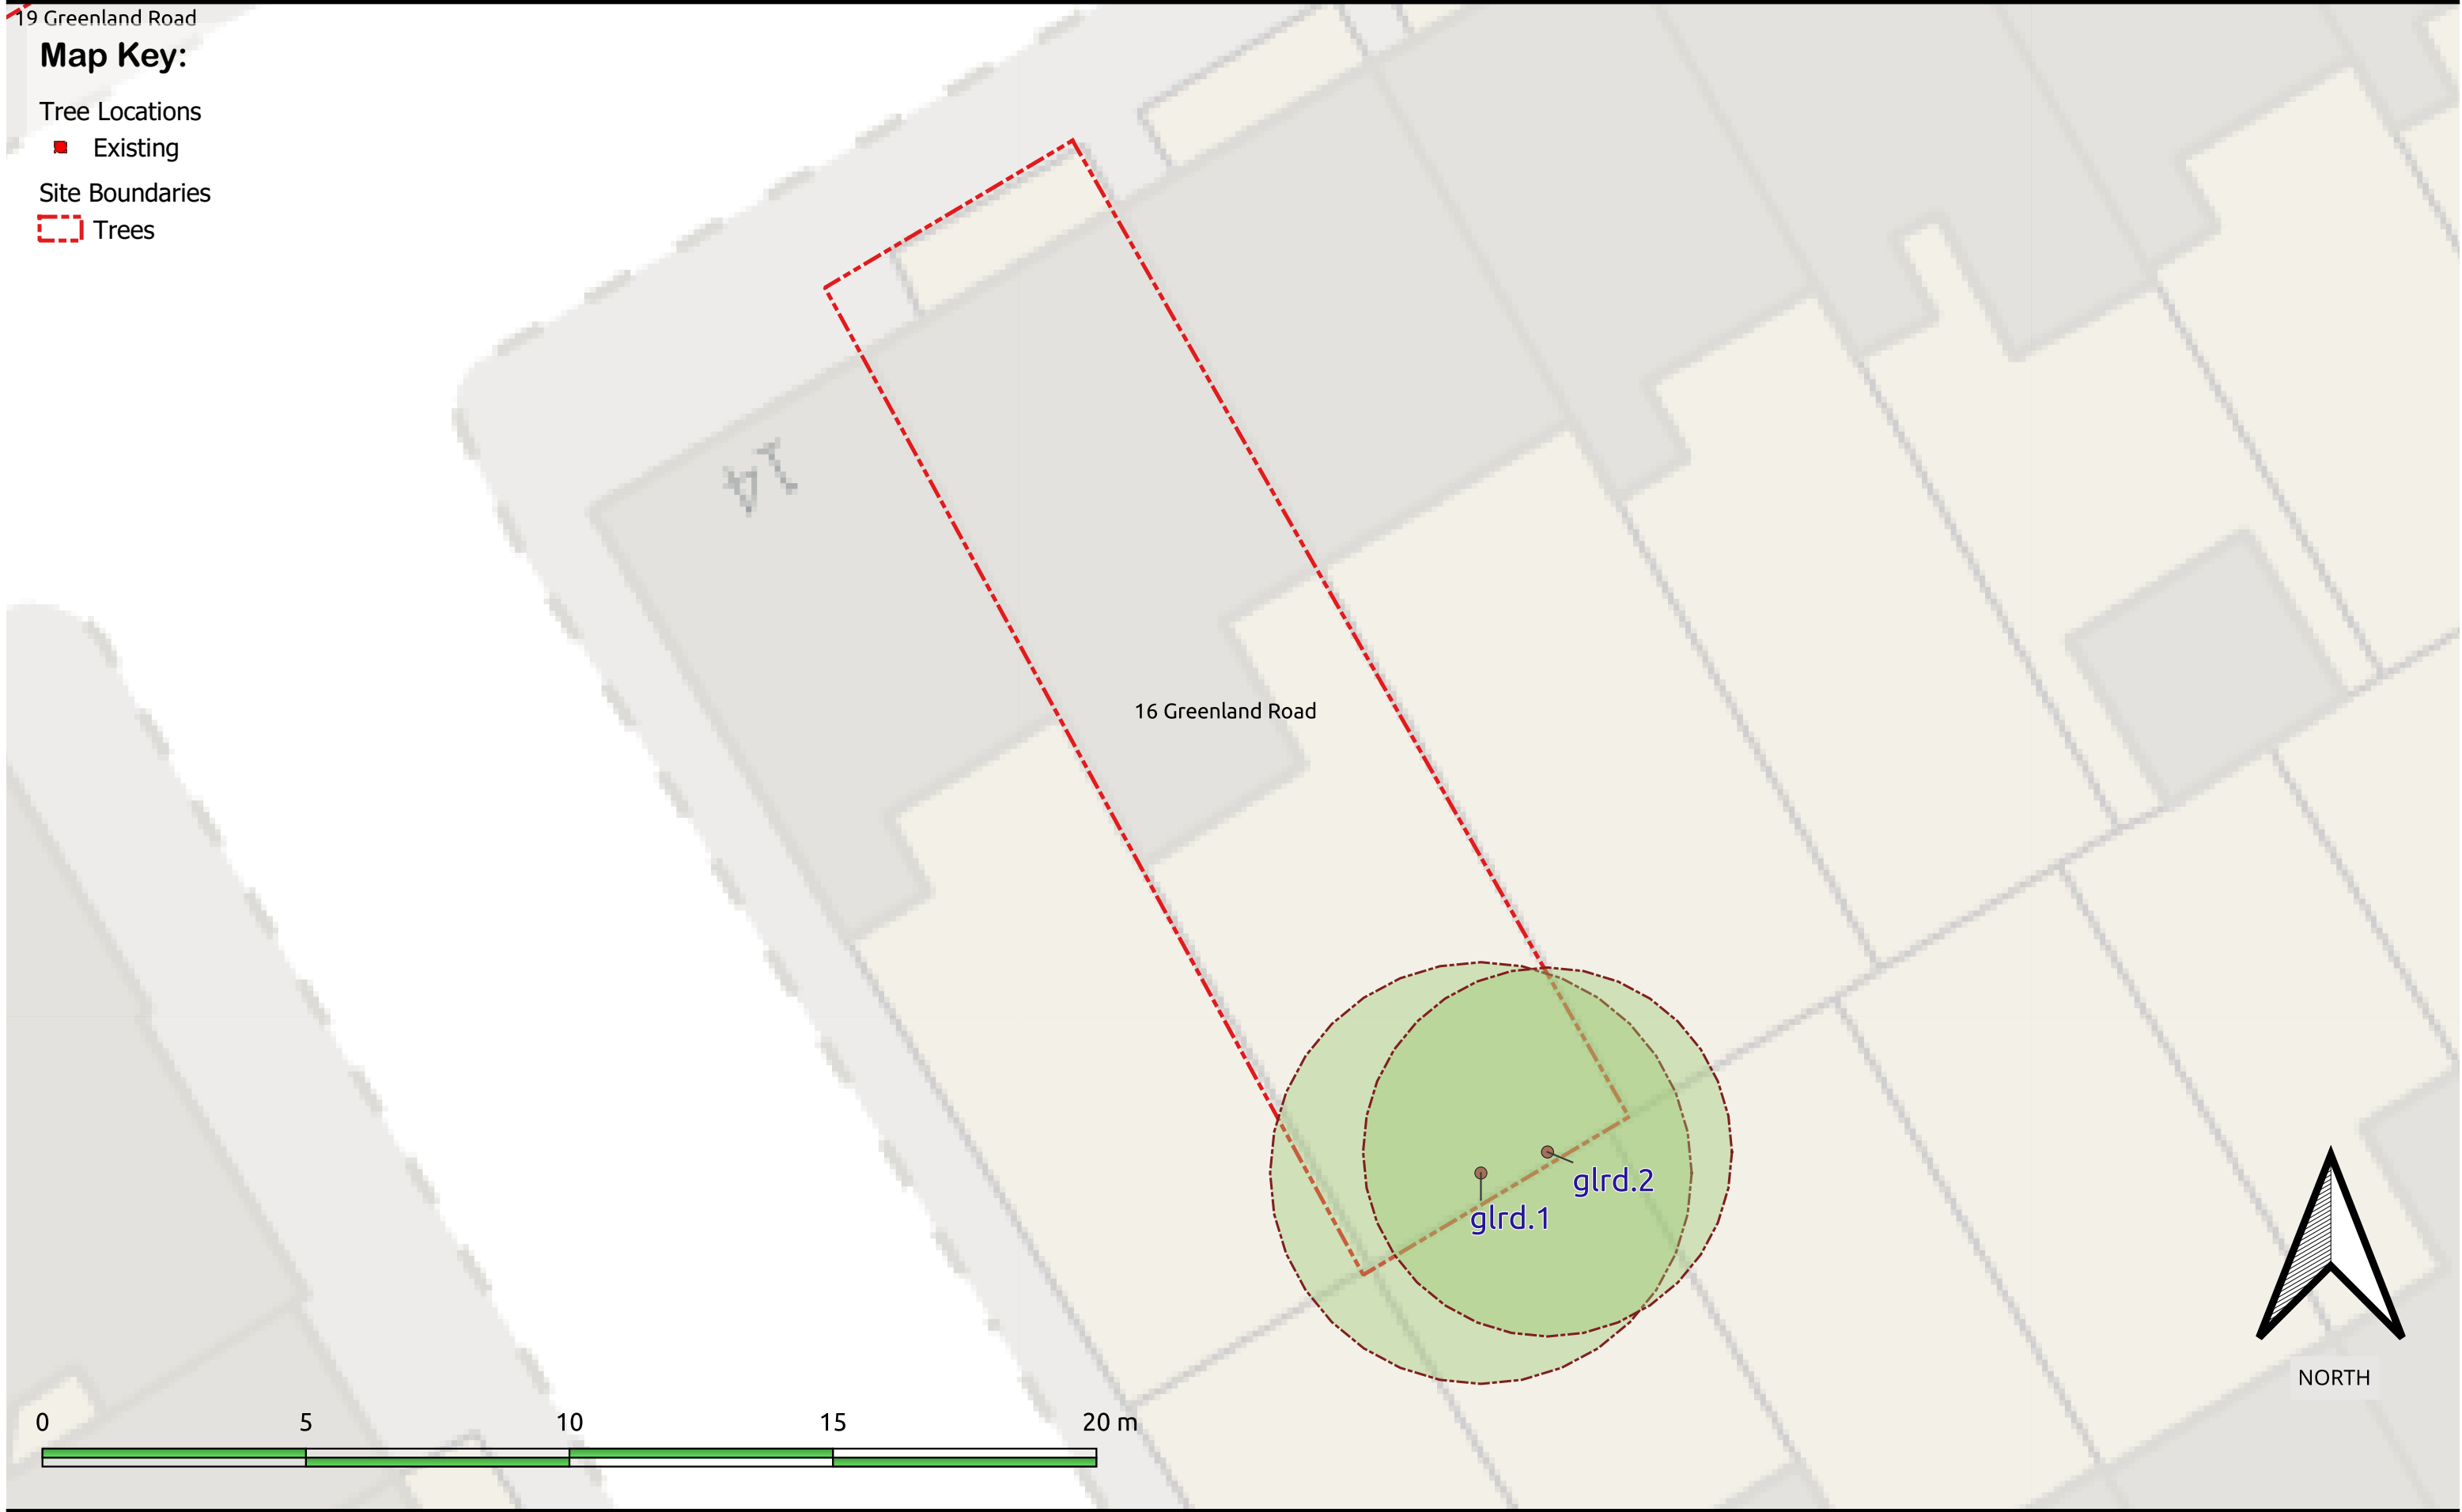 19 Greenland Road
Map Key:
Tree Locations
Existing
Site Boundaries
Trees
14
16 Greenland Road
glrd.2
glrd.1
NORTH
0 5 10 15 20 m